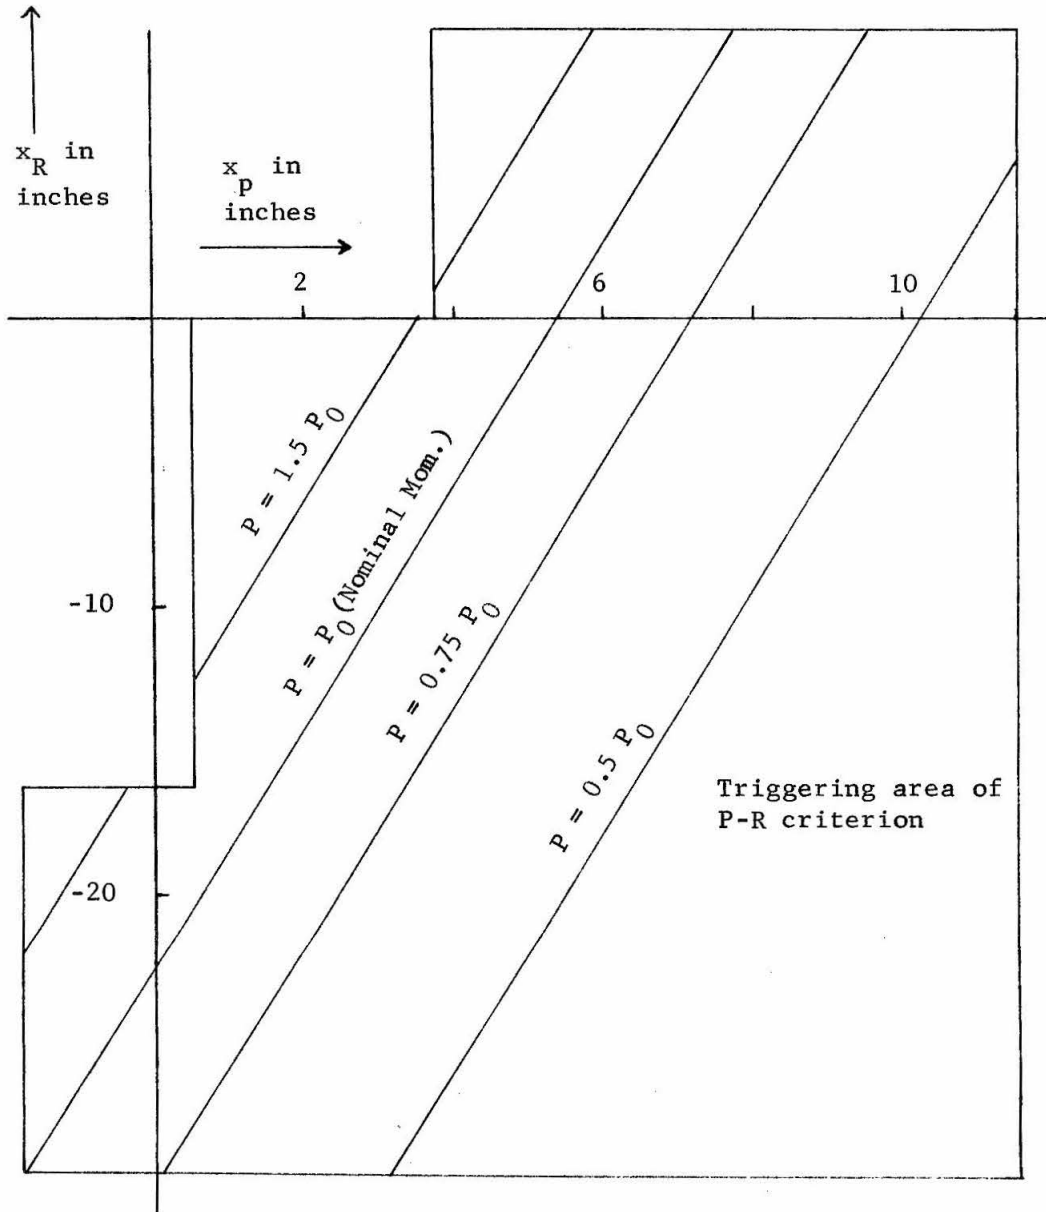 x_R in
inches
x_p in
inches
2
6
10
P = 1.5 P_0
P = P_0 (Nominal Mom.)
-10
P = 0.75 P_0
P = 0.5 P_0
Triggering area of
P-R criterion
-20